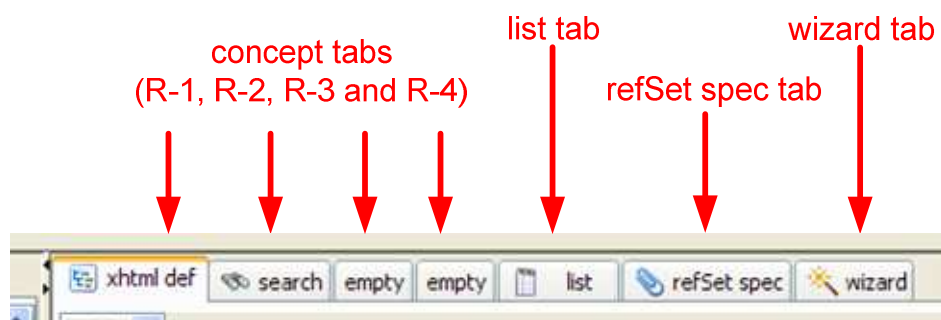 list tab
wizard tab
concept tabs
(R-1, R-2, R-3 and R-4)
refSet spec tab
xhtml def
search
empty
empty
list
refSet spec
wizard